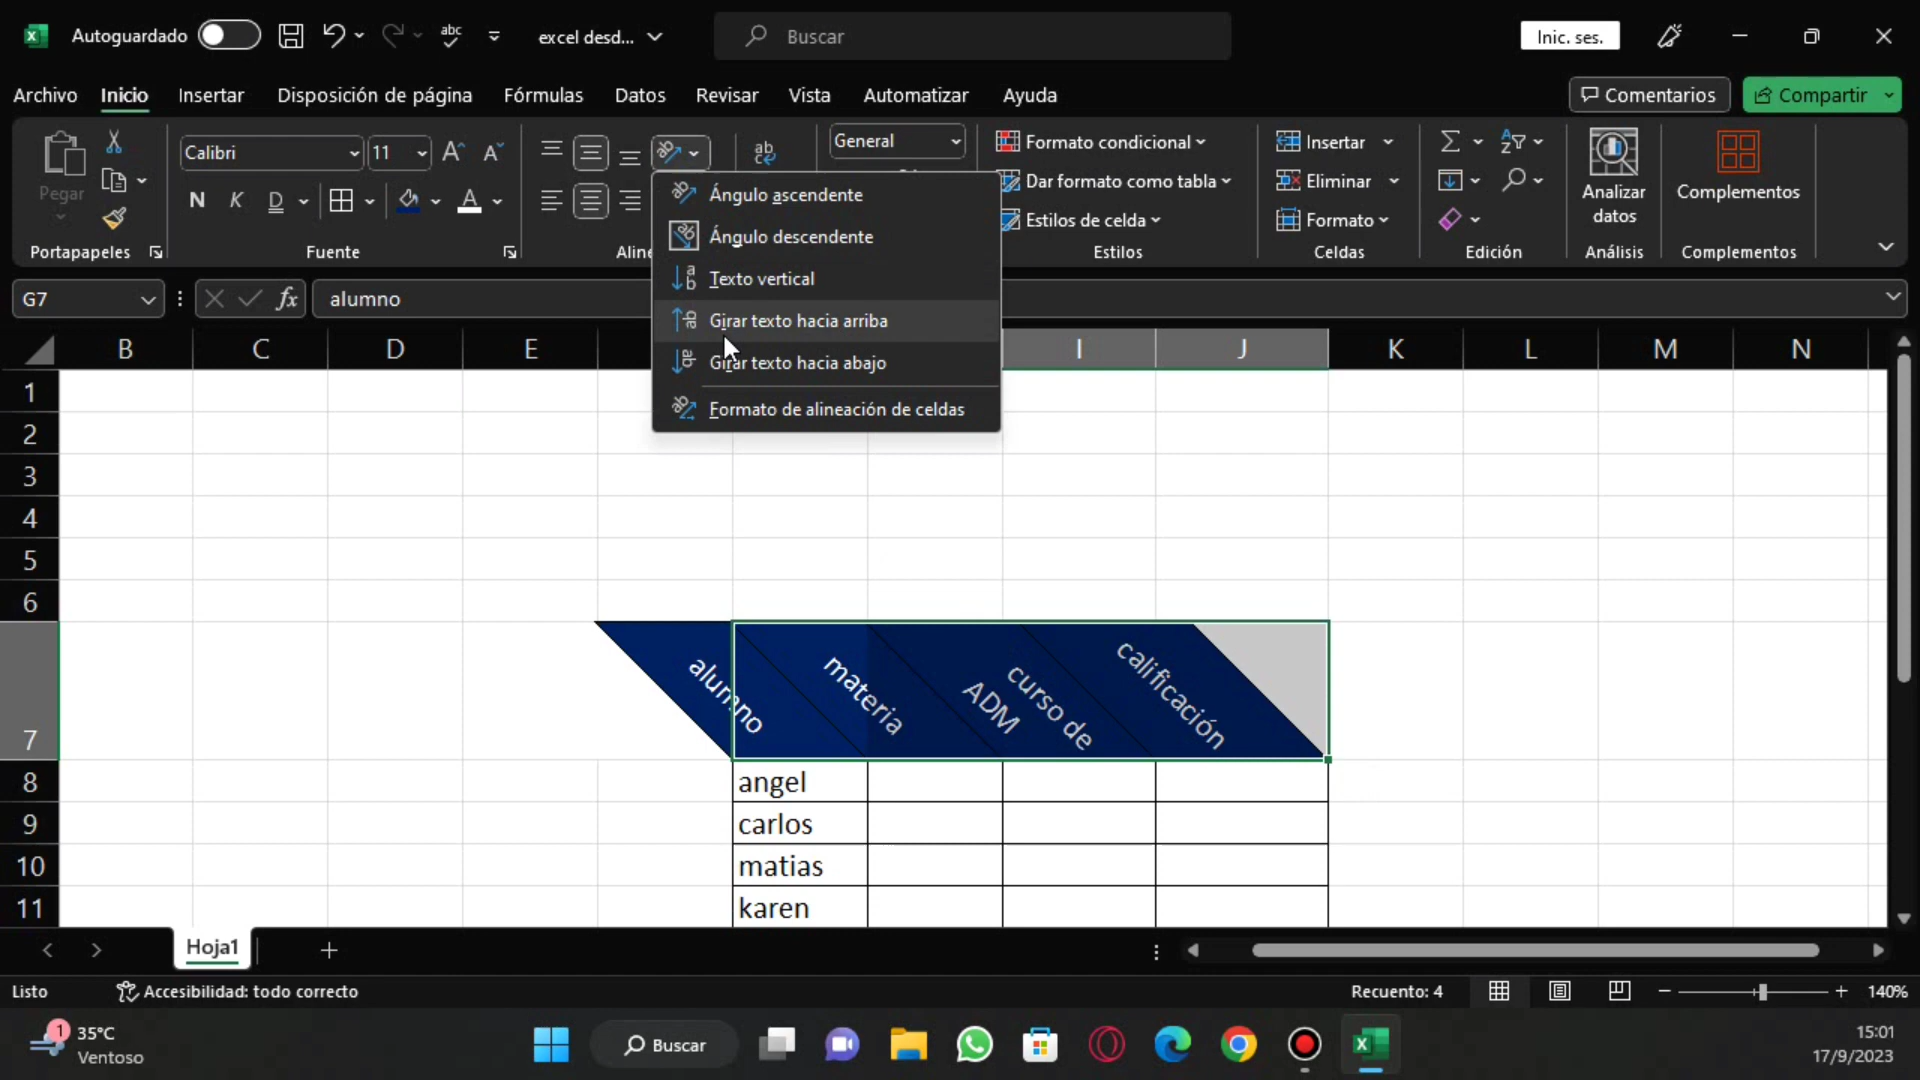 Autoguardado
abc
excel desd...
Buscar
Inic. ses.
Archivo
Inicio
Insertar
Disposición de página
Fórmulas
Datos
Revisar
Vista
Automatizar
Ayuda
Comentarios
Compartir
Pegar
Portapapeles
Calibri
11
N K D A
Fuente
ab
General
Aline
Formato condicional
Dar formato como tabla
Estilos de celda
Estilos
Insertar
Eliminar
Formato
Celdas
Edición
Analizar
datos
Análisis
Complementos
Complementos
Ángulo ascendente
Ángulo descendente
Texto vertical
Girar texto hacia arriba
Girar texto hacia abajo
Formato de alineación de celdas
G7
fx
alumno
B C D E I J K L M N
1
2
3
4
5
6
7
alumno
materia
curso de
ADM
calificación
8 angel
9 carlos
10 matias
11 karen
Hoja1
Listo
Accesibilidad: todo correcto
Recuento: 4
140%
1
35°C
Ventoso
Buscar
15:01
17/9/2023